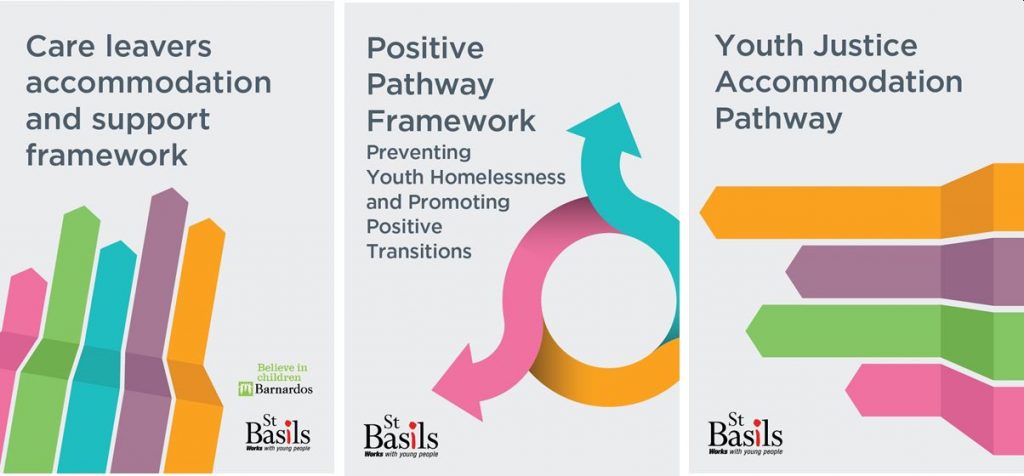 Care leavers
accommodation
and support
framework
Believe in
children
Barnardos
St
Basils
Works with young people
Positive
Pathway
Framework
Preventing
Youth Homelessness
and Promoting
Positive
Transitions
St
Basils
Works with young people
Youth Justice
Accommodation
Pathway
St
Basils
Works with young people